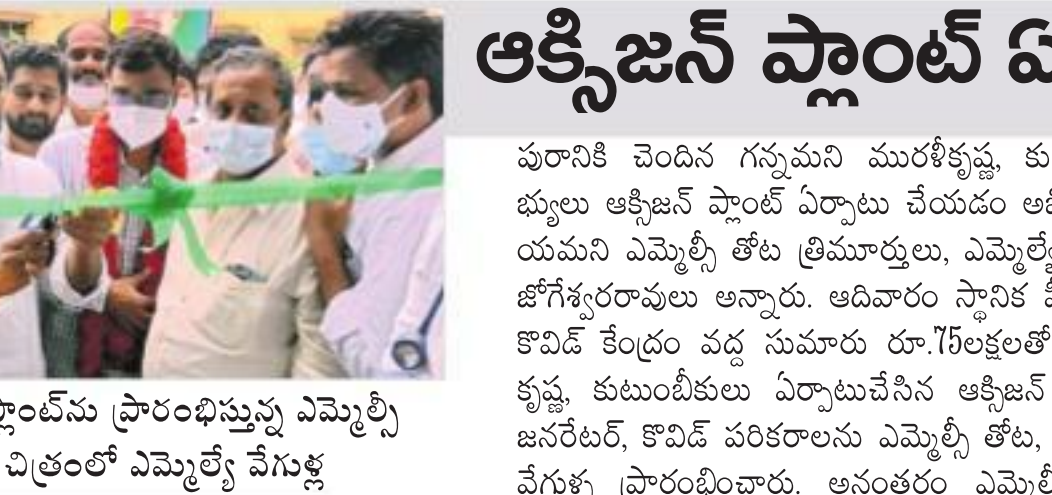 ఆక్సిజన్ ప్లాంట్
పురానికి చెందిన గన్నమని మురళీకృష్ణ, కు
భ్యులు ఆక్సిజన్ ప్లాంట్ ఏర్పాటు చేయడం
యమని ఎమ్మెల్సీ తోట త్రిమూర్తులు, ఎమ్మెల్యే
జోగేశ్వరరావులు అన్నారు. ఆదివారం స్థానిక
కొవిడ్ కేంద్రం వద్ద సుమారు రూ.75లక్షలతో
కృష్ణ, కుటుంబీకులు ఏర్పాటుచేసిన ఆక్సిజన్
జనరేటర్, కొవిడ్ పరికరాలను ఎమ్మెల్సీ తోట,
వేగుళ్ళ ప్రారంభించారు. అనంతరం
ప్లాంట్‌ను ప్రారంభిస్తున్న ఎమ్మెల్సీ
చిత్రంలో ఎమ్మెల్యే వేగుళ్ల